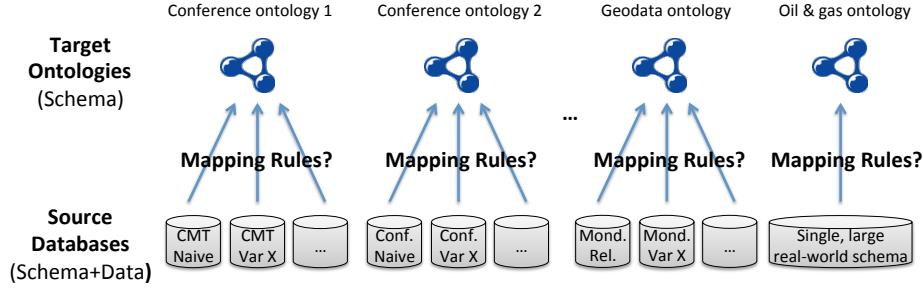 Conference ontology 1
Conference ontology 2
Geodata ontology
Oil & gas ontology
Target
Ontologies
(Schema)
...
Mapping Rules?
Mapping Rules?
Mapping Rules?
Mapping Rules?
Source
Databases
(Schema+Data)
CMT
Naive
CMT
Var X
...
Conf.
Naive
Conf.
Var X
...
Mond.
Rel.
Mond.
Var X
...
Single, large
real-world schema